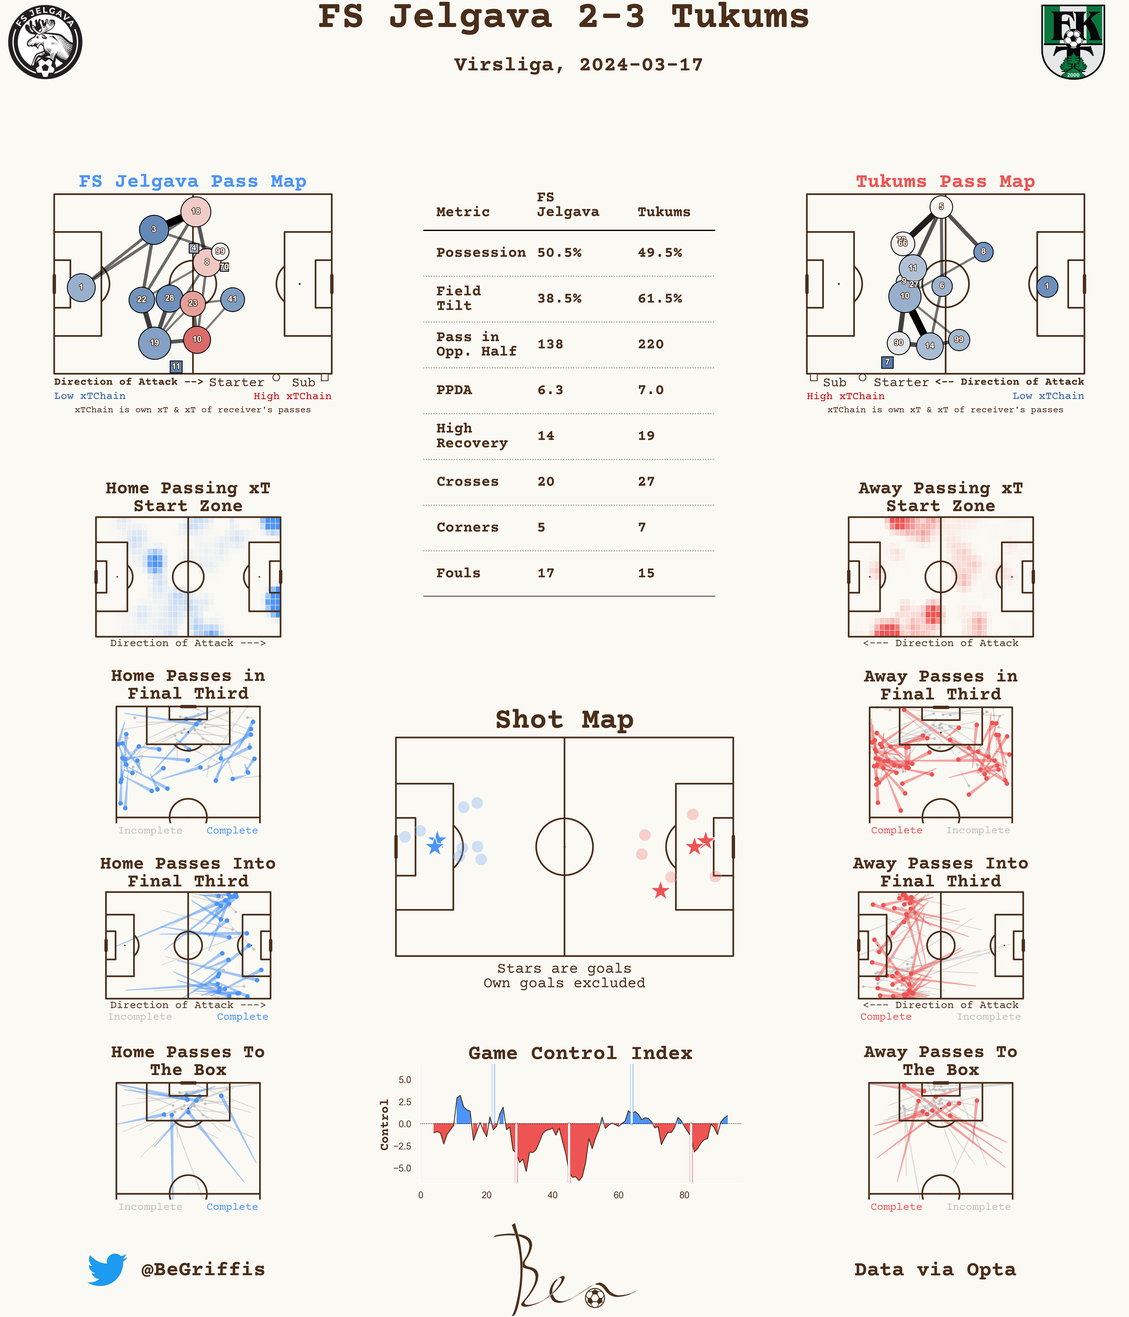 FS Jelgava 2-3 Tukums
Virsliga, 2024-03-17
FS JELGAVA
FK
2000
FS Jelgava Pass Map
18
3
4
99
8
70
1
22
28
23
41
19
10
11
Direction of Attack --> Starter Sub
Low xTChain High xTChain
xTChain is own xT & xT of receiver's passes
Metric FS Jelgava Tukums
Possession 50.5% 49.5%
Field Tilt 38.5% 61.5%
Pass in Opp. Half 138 220
PPDA 6.3 7.0
High Recovery 14 19
Crosses 20 27
Corners 5 7
Fouls 17 15
Tukums Pass Map
5
66
8
11
9
27
10
6
1
90
14
99
7
Sub Starter <-- Direction of Attack
High xTChain Low xTChain
xTChain is own xT & xT of receiver's passes
Home Passing xT
Start Zone
Direction of Attack --->
Away Passing xT
Start Zone
<--- Direction of Attack
Home Passes in
Final Third
Incomplete Complete
Away Passes in
Final Third
Complete Incomplete
Shot Map
Stars are goals
Own goals excluded
Home Passes Into
Final Third
Direction of Attack --->
Incomplete Complete
Away Passes Into
Final Third
<--- Direction of Attack
Complete Incomplete
Home Passes To
The Box
Incomplete Complete
Game Control Index
Control
5.0
2.5
0.0
−2.5
−5.0
0 20 40 60 80
Away Passes To
The Box
Complete Incomplete
@BeGriffis
Ben
Data via Opta